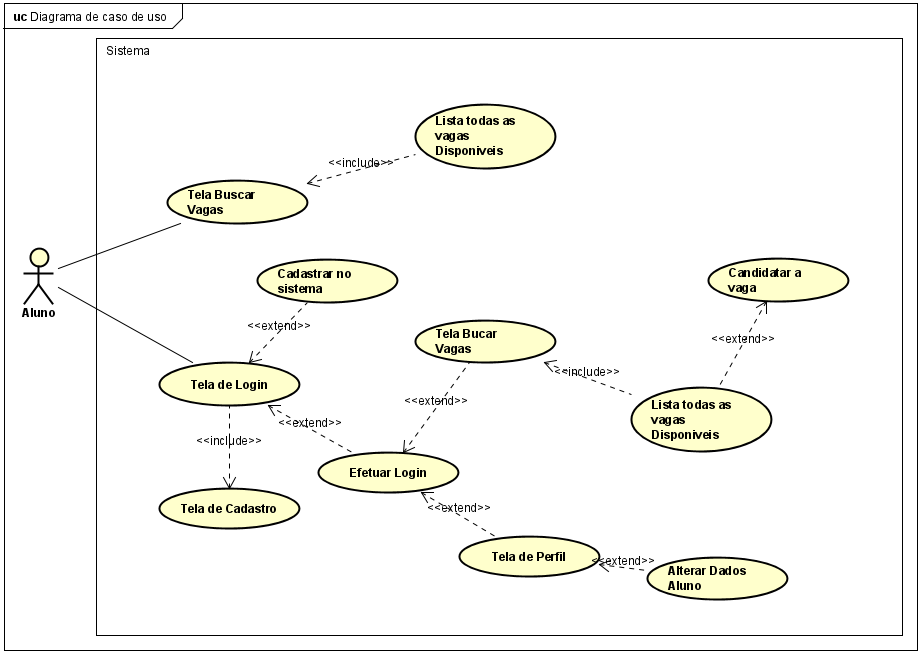 uc Diagrama de caso de uso
Sistema
Lista todas as
vagas
Disponiveis
<<include>>
Tela Buscar
Vagas
Aluno
Cadastrar no
sistema
<<extend>>
Candidatar a
vaga
<<extend>>
Tela Bucar
Vagas
<<include>>
Lista todas as
vagas
Disponiveis
Tela de Login
<<extend>>
<<extend>>
<<include>>
Efetuar Login
Tela de Cadastro
<<extend>>
Tela de Perfil
<<extend>>
Alterar Dados
Aluno